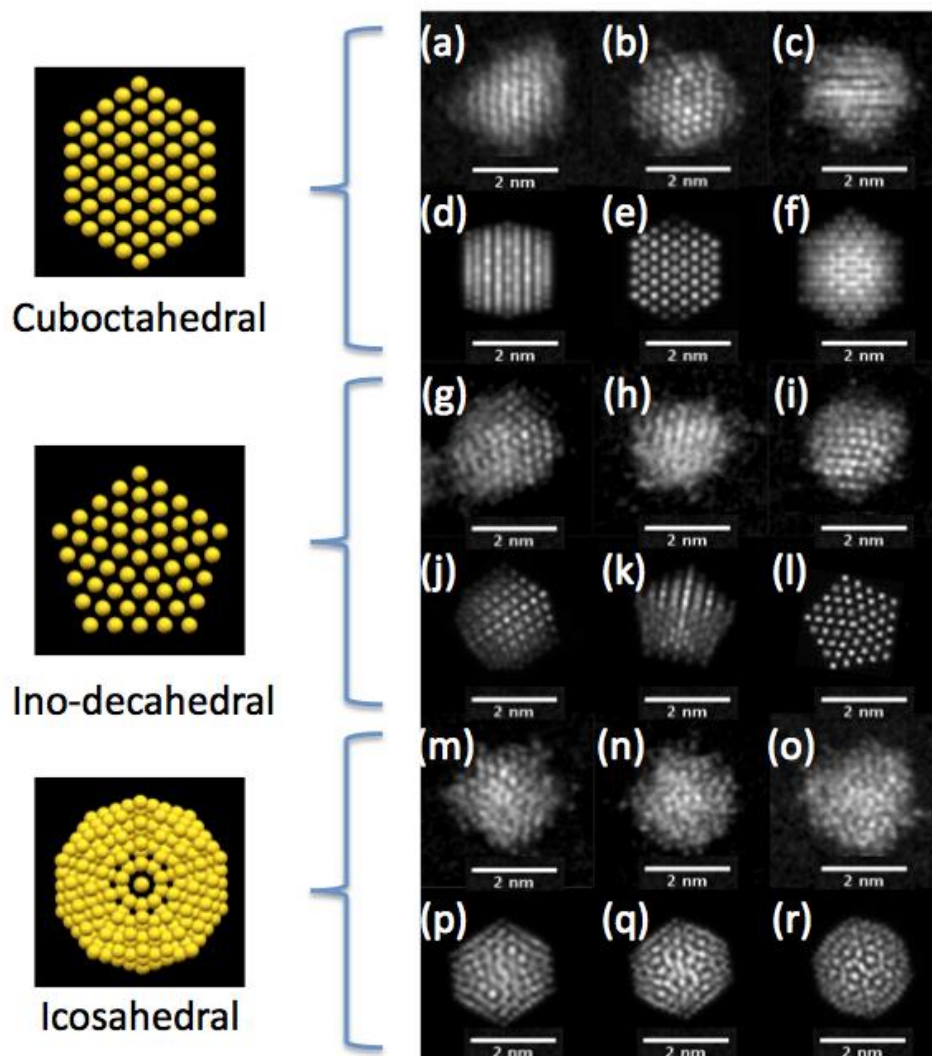 (a) (b) (c)
2 nm 2 nm 2 nm
(d) (e) (f)
2 nm 2 nm 2 nm
Cuboctahedral
(g) (h) (i)
2 nm 2 nm 2 nm
(j) (k) (l)
2 nm 2 nm 2 nm
Ino-decahedral
(m) (n) (o)
2 nm 2 nm 2 nm
(p) (q) (r)
2 nm 2 nm 2 nm
Icosahedral